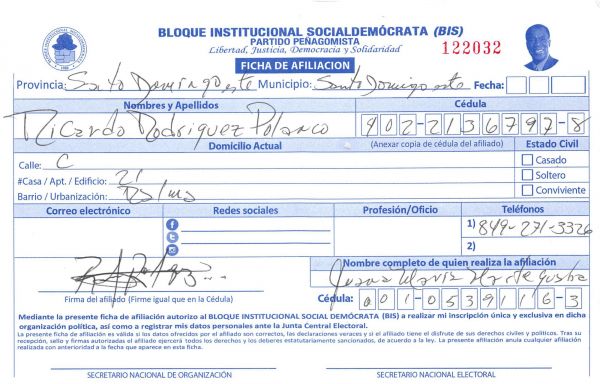 BLOQUE INSTITUCIONAL SOCIALDEMÓCRATA (BIS)
PARTIDO PEÑAGOMISTA
Libertad, Justicia, Democracia y Solidaridad
122032
FICHA DE AFILIACION
Provincia: Santo Domingo este Municipio: Santo Domingo este Fecha:
Nombres y Apellidos Cédula
Ricardo Rodriguez Polanco 402-2136797-8
Domicilio Actual (Anexar copia de cédula del afiliado) Estado Civil
Calle: C Casado
#Casa / Apt. / Edificio: 21 Soltero
Barrio / Urbanización: Conviviente
Correo electrónico Redes sociales Profesión/Oficio Teléfonos
1) 849-271-3326
2)
Nombre completo de quien realiza la afiliación
Juana Maria
Firma del afiliado (Firme igual que en la Cédula) Cédula: 001-0539116-3
Mediante la presente ficha de afiliación autorizo al BLOQUE INSTITUCIONAL SOCIAL DEMÓCRATA (BIS) a realizar mi inscripción única y exclusiva en dicha
organización política, así como a registrar mis datos personales ante la Junta Central Electoral.
La presente ficha de afiliación es válida si los datos ofrecidos por el afiliado son correctos, las declaraciones veraces y si el afiliado tiene el disfrute de sus derechos civiles y políticos. Tras su
recepción, sello y firmas autorizadas el afiliado ejercerá todos los derechos y los deberes estatutariamente sancionados, de acuerdo a la ley. La presente afiliación anula cualquier afiliación
realizada con anterioridad a la fecha que aparece en esta ficha.
SECRETARIO NACIONAL DE ORGANIZACIÓN SECRETARIO NACIONAL ELECTORAL